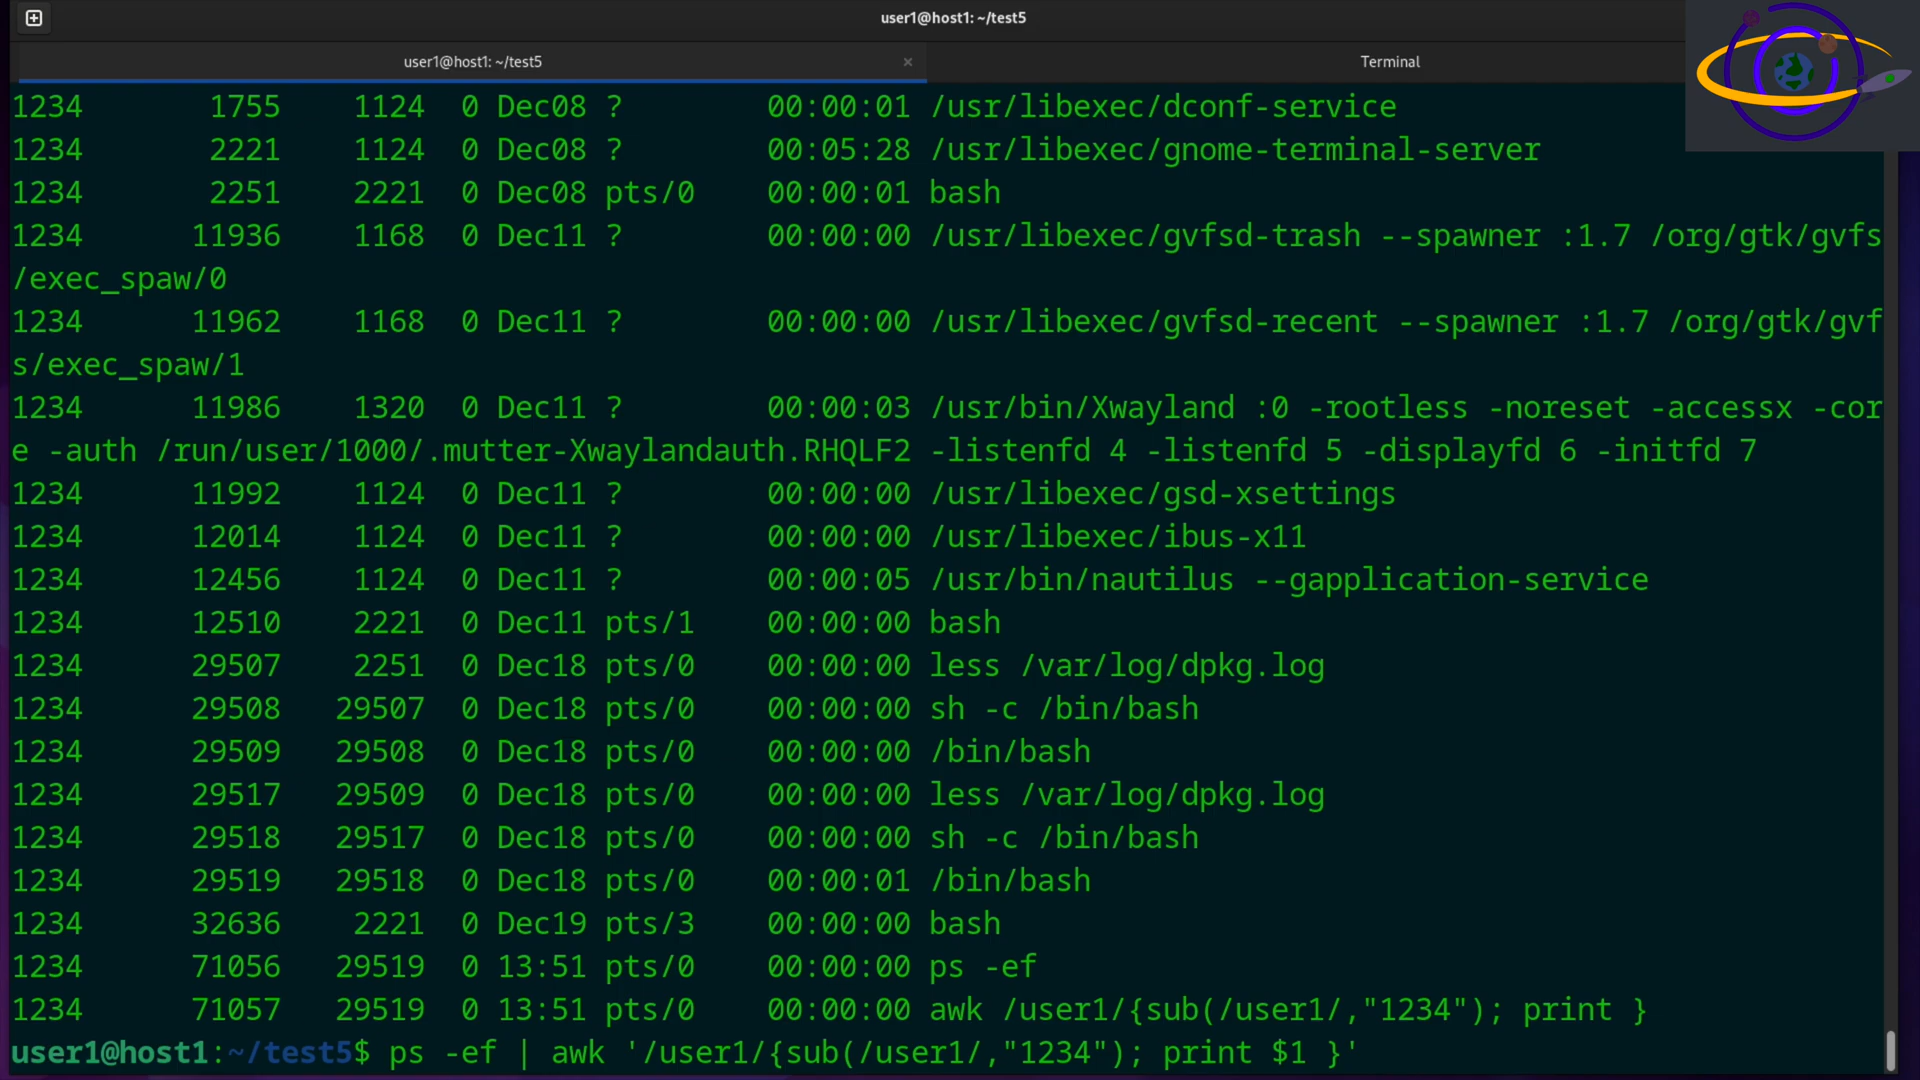 user1@host1: ~/test5
user1@host1: ~/test5 × Terminal
1234 1755 1124 0 Dec08 ? 00:00:01 /usr/libexec/dconf-service
1234 2221 1124 0 Dec08 ? 00:05:28 /usr/libexec/gnome-terminal-server
1234 2251 2221 0 Dec08 pts/0 00:00:01 bash
1234 11936 1168 0 Dec11 ? 00:00:00 /usr/libexec/gvfsd-trash --spawner :1.7 /org/gtk/gvfs
/exec_spaw/0
1234 11962 1168 0 Dec11 ? 00:00:00 /usr/libexec/gvfsd-recent --spawner :1.7 /org/gtk/gvf
s/exec_spaw/1
1234 11986 1320 0 Dec11 ? 00:00:03 /usr/bin/Xwayland :0 -rootless -noreset -accessx -cor
e -auth /run/user/1000/.mutter-Xwaylandauth.RHQLF2 -listenfd 4 -listenfd 5 -displayfd 6 -initfd 7
1234 11992 1124 0 Dec11 ? 00:00:00 /usr/libexec/gsd-xsettings
1234 12014 1124 0 Dec11 ? 00:00:00 /usr/libexec/ibus-x11
1234 12456 1124 0 Dec11 ? 00:00:05 /usr/bin/nautilus --gapplication-service
1234 12510 2221 0 Dec11 pts/1 00:00:00 bash
1234 29507 2251 0 Dec18 pts/0 00:00:00 less /var/log/dpkg.log
1234 29508 29507 0 Dec18 pts/0 00:00:00 sh -c /bin/bash
1234 29509 29508 0 Dec18 pts/0 00:00:00 /bin/bash
1234 29517 29509 0 Dec18 pts/0 00:00:00 less /var/log/dpkg.log
1234 29518 29517 0 Dec18 pts/0 00:00:00 sh -c /bin/bash
1234 29519 29518 0 Dec18 pts/0 00:00:01 /bin/bash
1234 32636 2221 0 Dec19 pts/3 00:00:00 bash
1234 71056 29519 0 13:51 pts/0 00:00:00 ps -ef
1234 71057 29519 0 13:51 pts/0 00:00:00 awk /user1/{sub(/user1/,"1234"); print }
user1@host1:~/test5$ ps -ef | awk '/user1/{sub(/user1/,"1234"); print $1 }'